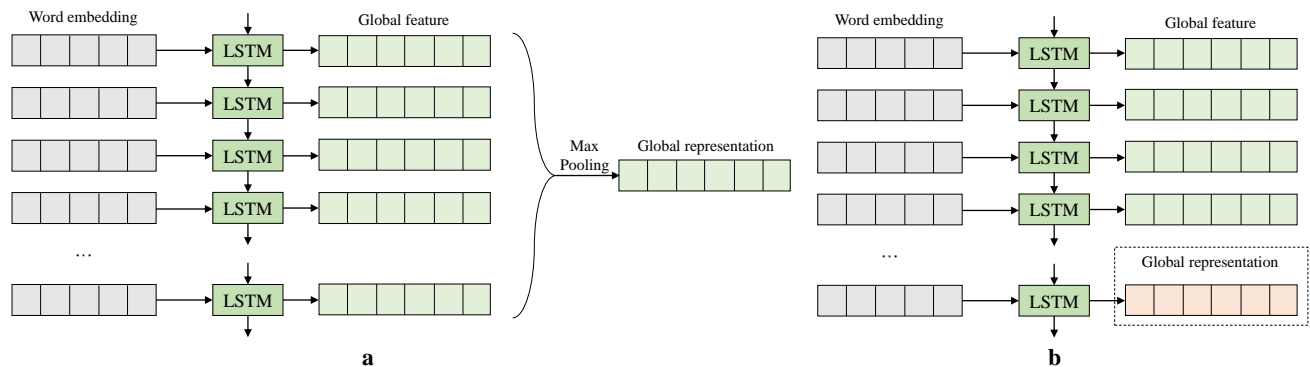 Word embedding
Global feature
LSTM
LSTM
LSTM
LSTM
...
LSTM
Max
Pooling
Global representation
a
Word embedding
Global feature
LSTM
LSTM
LSTM
LSTM
...
Global representation
LSTM
b